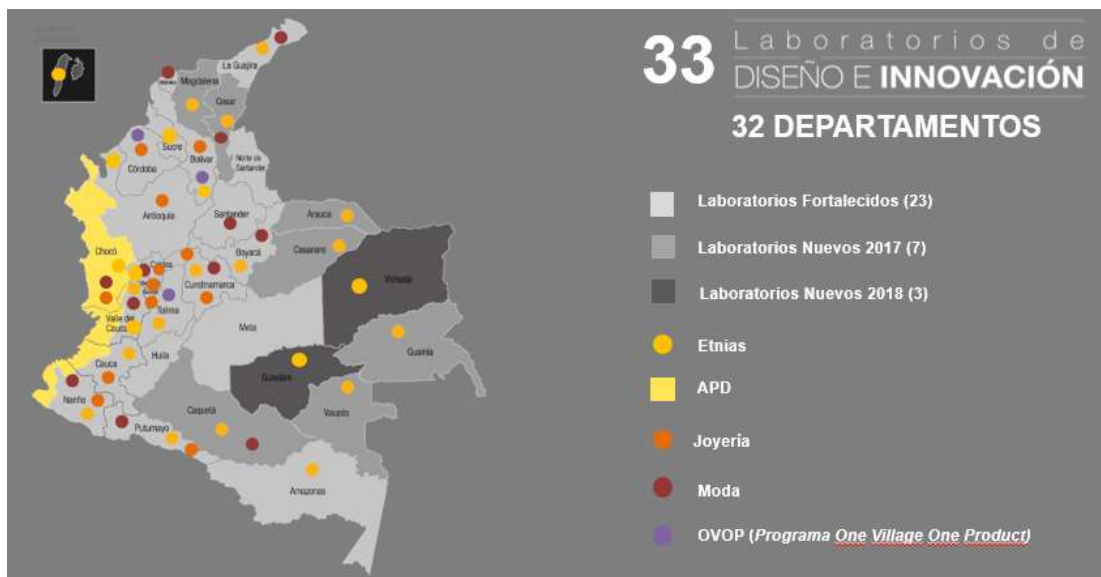 33 Laboratorios de
DISEÑO E INNOVACIÓN
32 DEPARTAMENTOS
Laboratorios Fortalecidos (23)
Laboratorios Nuevos 2017 (7)
Laboratorios Nuevos 2018 (3)
Etnias
APD
Joyería
Moda
OVOP (Programa One Village One Product)
La Guajira
Magdalena
Cesar
Sucre
Bolívar
Norte de
Santander
Córdoba
Antioquia
Santander
Arauca
Chocó
Boyacá
Casanare
Cundinamarca
Vichada
Tolima
Valle del
Cauca
Meta
Guainía
Huila
Cauca
Guaviare
Nariño
Caquetá
Vaupés
Putumayo
Amazonas